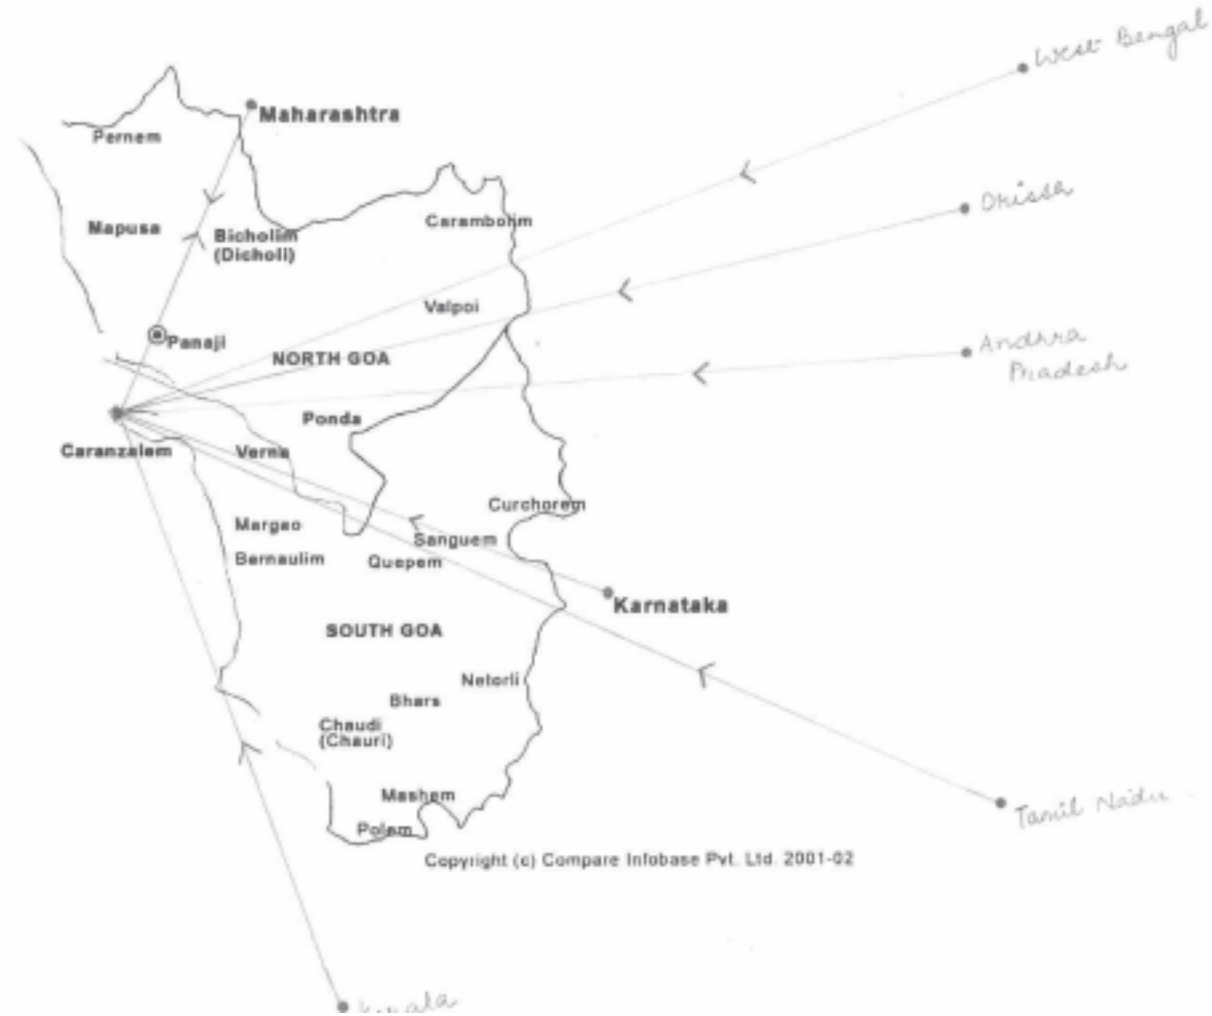 West Bengal
Maharashtra
Pernem
Orissa
Mapusa
Carambolim
Bicholim
(Dicholi)
Valpoi
Panaji
NORTH GOA
Andhra
Pradesh
Ponda
Caranzalem
Verna
Curchorem
Margao
Sanguem
Bernaulim
Quepem
Karnataka
SOUTH GOA
Netorli
Bhars
Chaudi
(Chauri)
Mashem
Tamil Nadu
Polem
Copyright (c) Compare Infobase Pvt. Ltd. 2001-02
Kerala